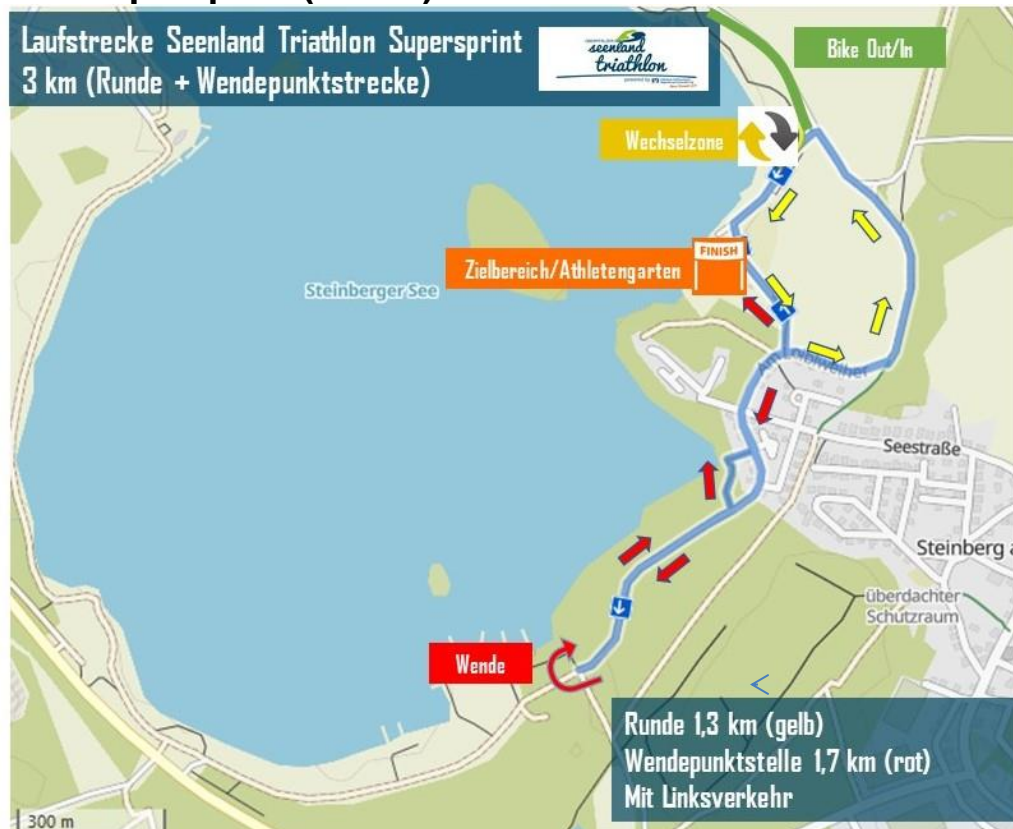 Laufstrecke Seenland Triathlon Supersprint
3 km (Runde + Wendepunktstrecke)
seenland
triathlon
Bike Out/In
Wechselzone
FINISH
Zielbereich/Athletengarten
Steinberger See
Am Loiblweiher
Seestraße
Steinberg a
überdachter
Schutzraum
Wende
Runde 1,3 km (gelb)
Wendepunktstelle 1,7 km (rot)
Mit Linksverkehr
300 m